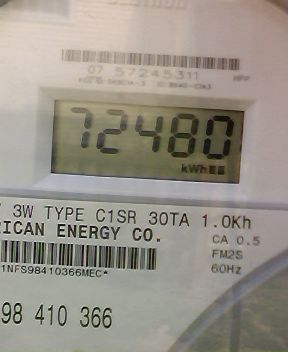 07 57245311
72480
kWh
3W TYPE C1SR 30TA 1.0Kh
RICAN ENERGY CO.
CA 0.5
FM2S
60Hz
1NFS98410366MEC*
98 410 366